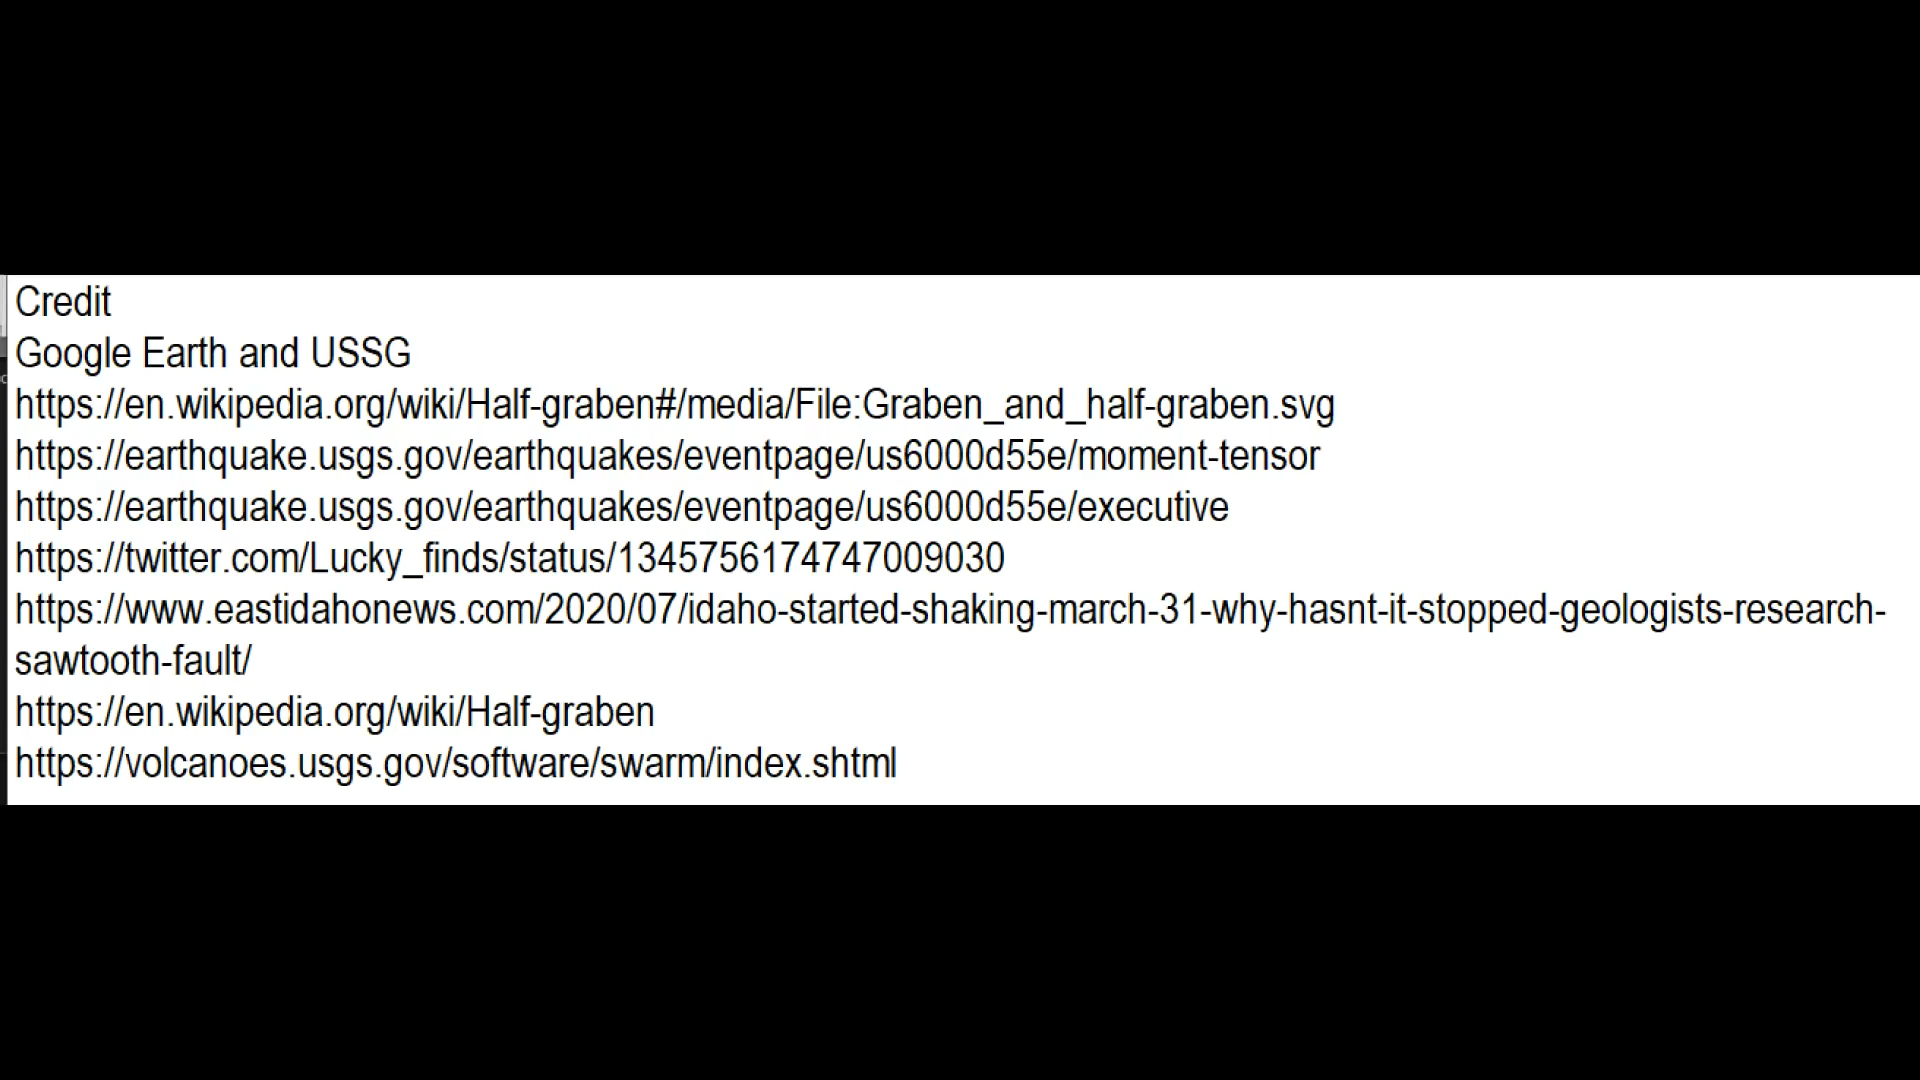 Credit
Google Earth and USSG
https://en.wikipedia.org/wiki/Half-graben#/media/File:Graben_and_half-graben.svg
https://earthquake.usgs.gov/earthquakes/eventpage/us6000d55e/moment-tensor
https://earthquake.usgs.gov/earthquakes/eventpage/us6000d55e/executive
https://twitter.com/Lucky_finds/status/1345756174747009030
https://www.eastidahonews.com/2020/07/idaho-started-shaking-march-31-why-hasnt-it-stopped-geologists-research-
sawtooth-fault/
https://en.wikipedia.org/wiki/Half-graben
https://volcanoes.usgs.gov/software/swarm/index.shtml